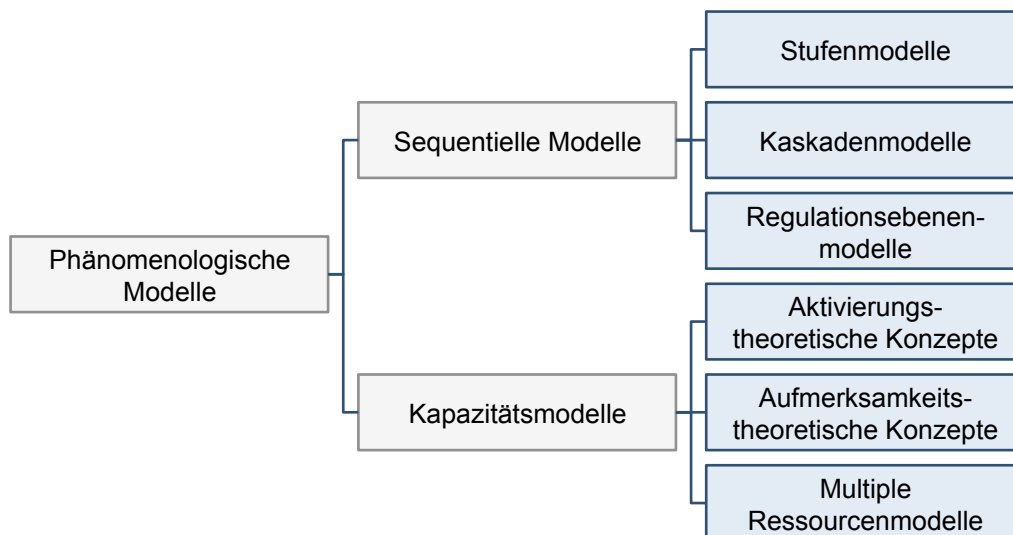 Phänomenologische
Modelle
Sequentielle Modelle
Stufenmodelle
Kaskadenmodelle
Regulationsebenen-
modelle
Kapazitätsmodelle
Aktivierungs-
theoretische Konzepte
Aufmerksamkeits-
theoretische Konzepte
Multiple
Ressourcenmodelle